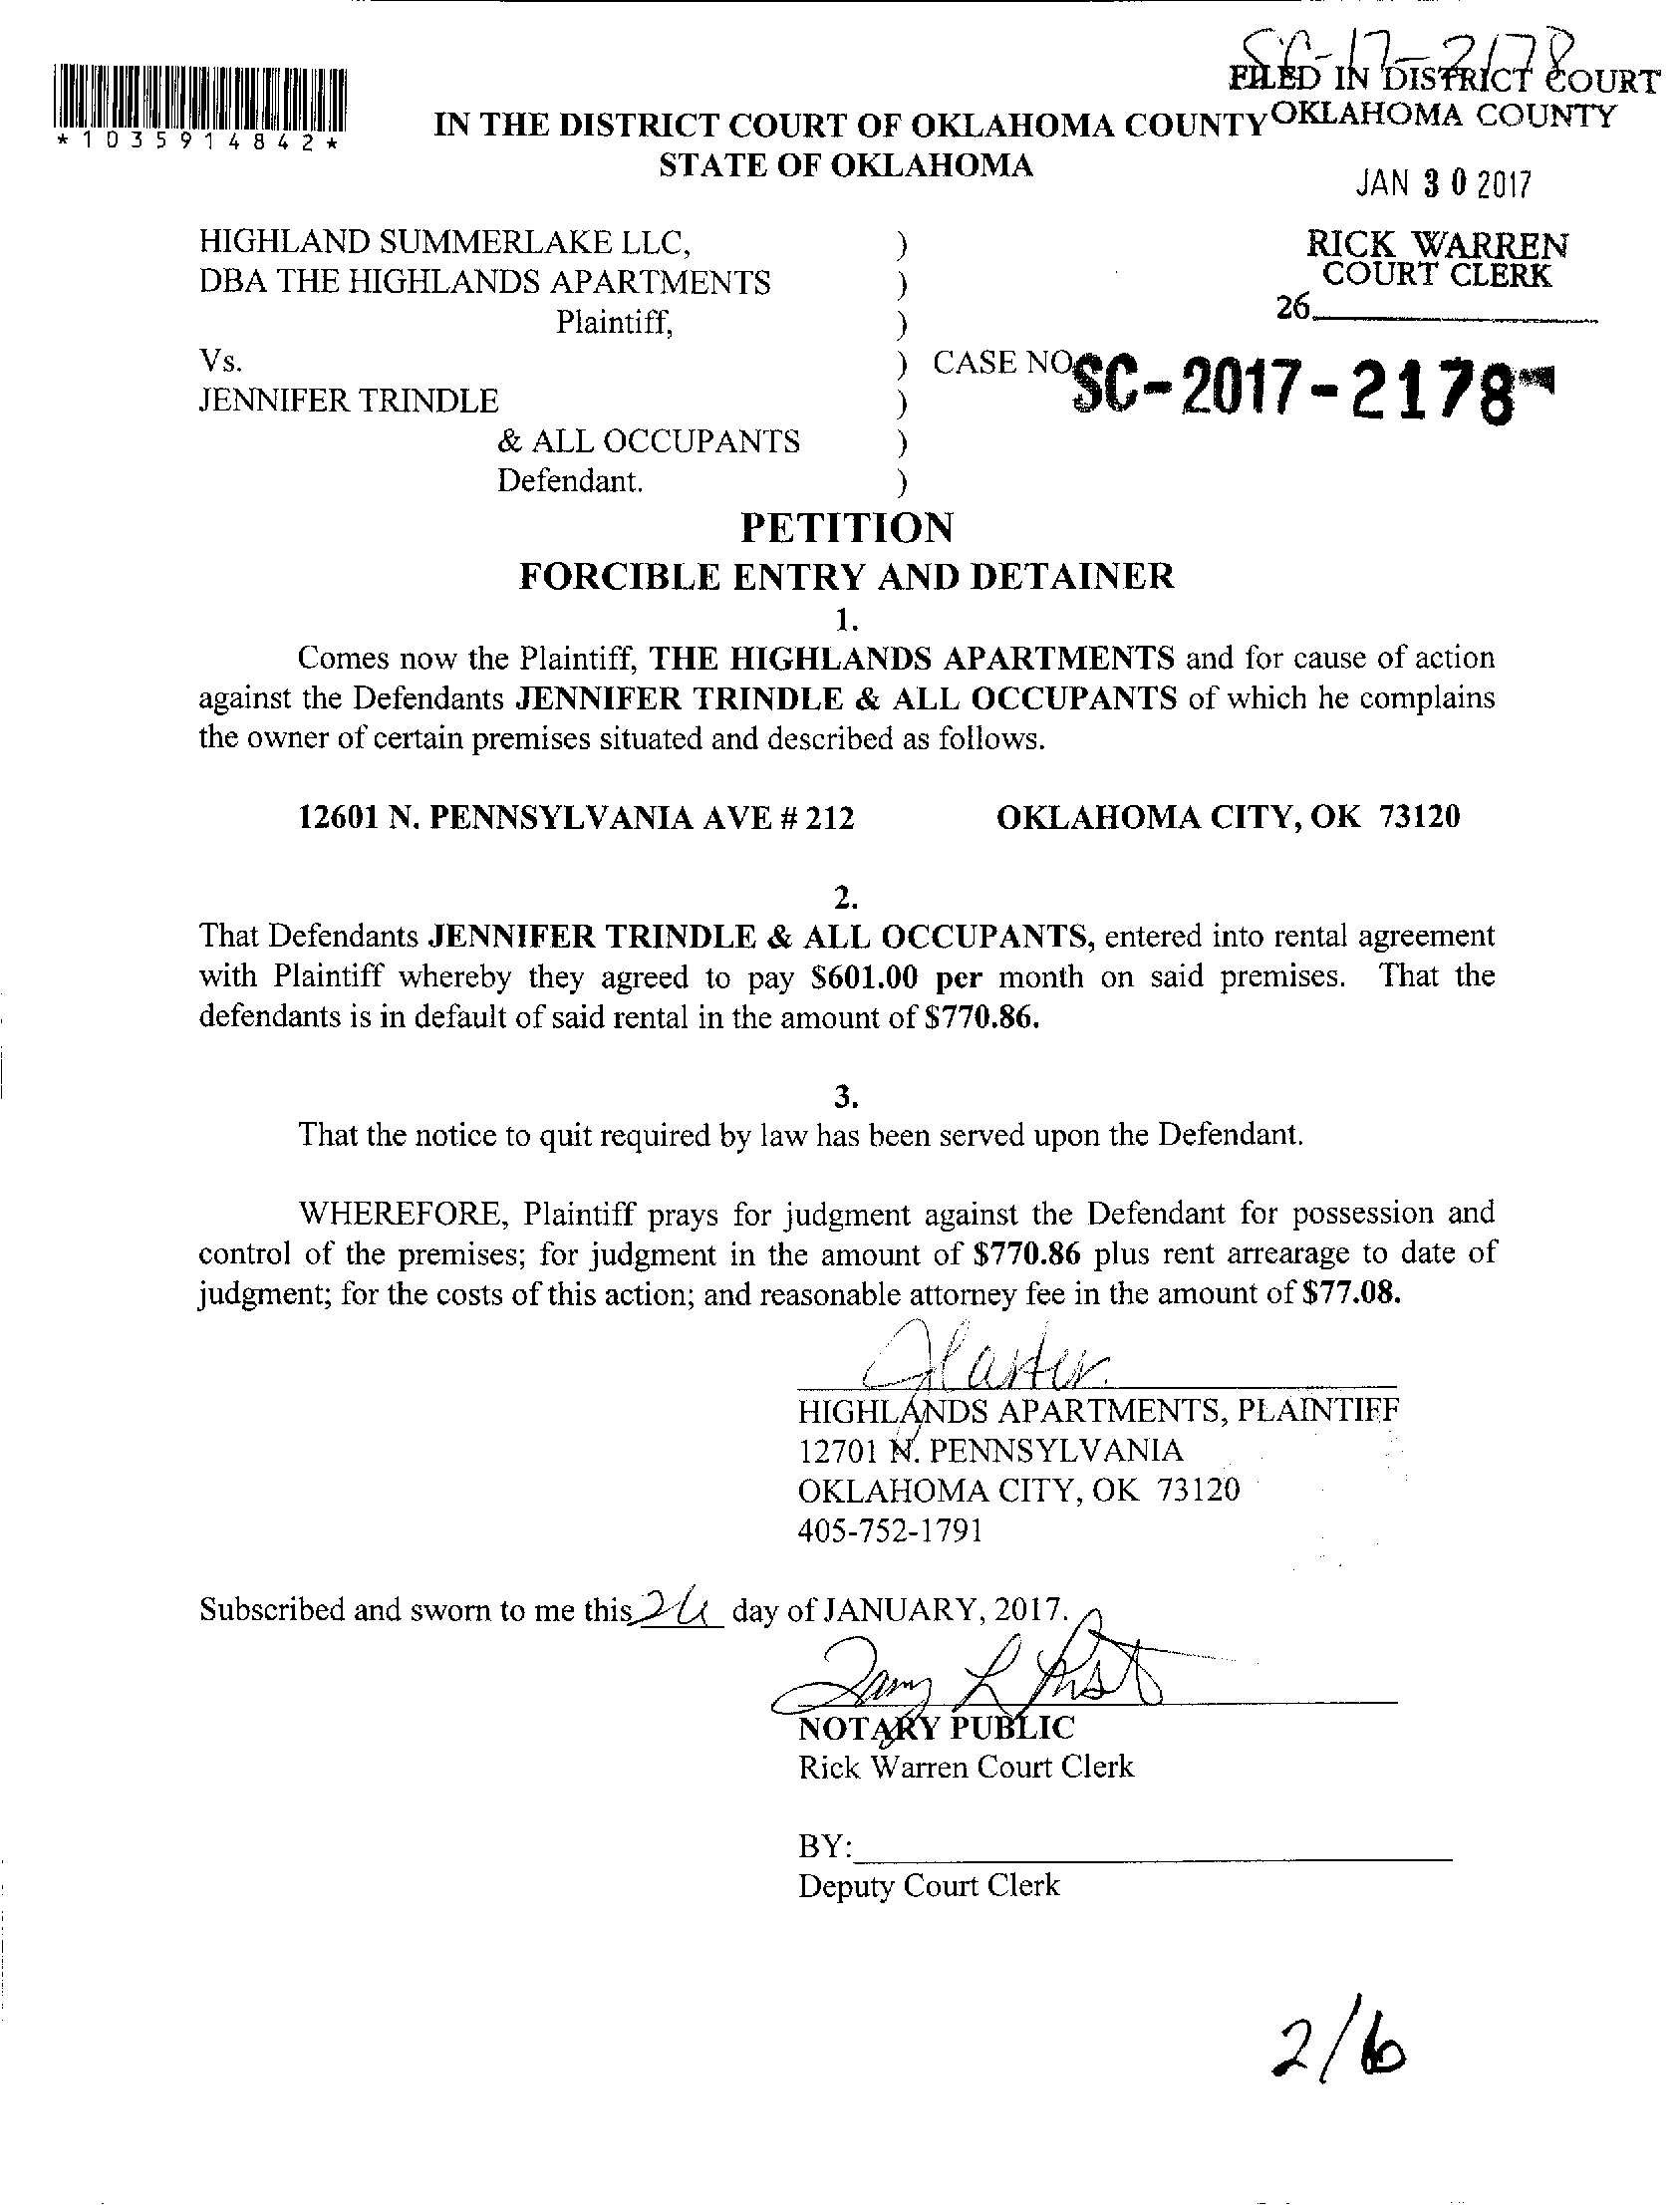 SC-17-2178
FILED IN DISTRICT COURT
OKLAHOMA COUNTY
*1035914842*
IN THE DISTRICT COURT OF OKLAHOMA COUNTY
STATE OF OKLAHOMA
JAN 30 2017
RICK WARREN
COURT CLERK
26
HIGHLAND SUMMERLAKE LLC, )
DBA THE HIGHLANDS APARTMENTS )
Plaintiff, )
Vs. ) CASE NO. SC-2017-2178
JENNIFER TRINDLE )
& ALL OCCUPANTS )
Defendant. )
PETITION
FORCIBLE ENTRY AND DETAINER
1.
Comes now the Plaintiff, THE HIGHLANDS APARTMENTS and for cause of action
against the Defendants JENNIFER TRINDLE & ALL OCCUPANTS of which he complains
the owner of certain premises situated and described as follows.
12601 N. PENNSYLVANIA AVE # 212 OKLAHOMA CITY, OK 73120
2.
That Defendants JENNIFER TRINDLE & ALL OCCUPANTS, entered into rental agreement
with Plaintiff whereby they agreed to pay $601.00 per month on said premises. That the
defendants is in default of said rental in the amount of $770.86.
3.
That the notice to quit required by law has been served upon the Defendant.
WHEREFORE, Plaintiff prays for judgment against the Defendant for possession and
control of the premises; for judgment in the amount of $770.86 plus rent arrearage to date of
judgment; for the costs of this action; and reasonable attorney fee in the amount of $77.08.
HIGHLANDS APARTMENTS, PLAINTIFF
12701 N. PENNSYLVANIA
OKLAHOMA CITY, OK 73120
405-752-1791
Subscribed and sworn to me this 26 day of JANUARY, 2017.
NOTARY PUBLIC
Rick Warren Court Clerk
BY:
Deputy Court Clerk
2/6